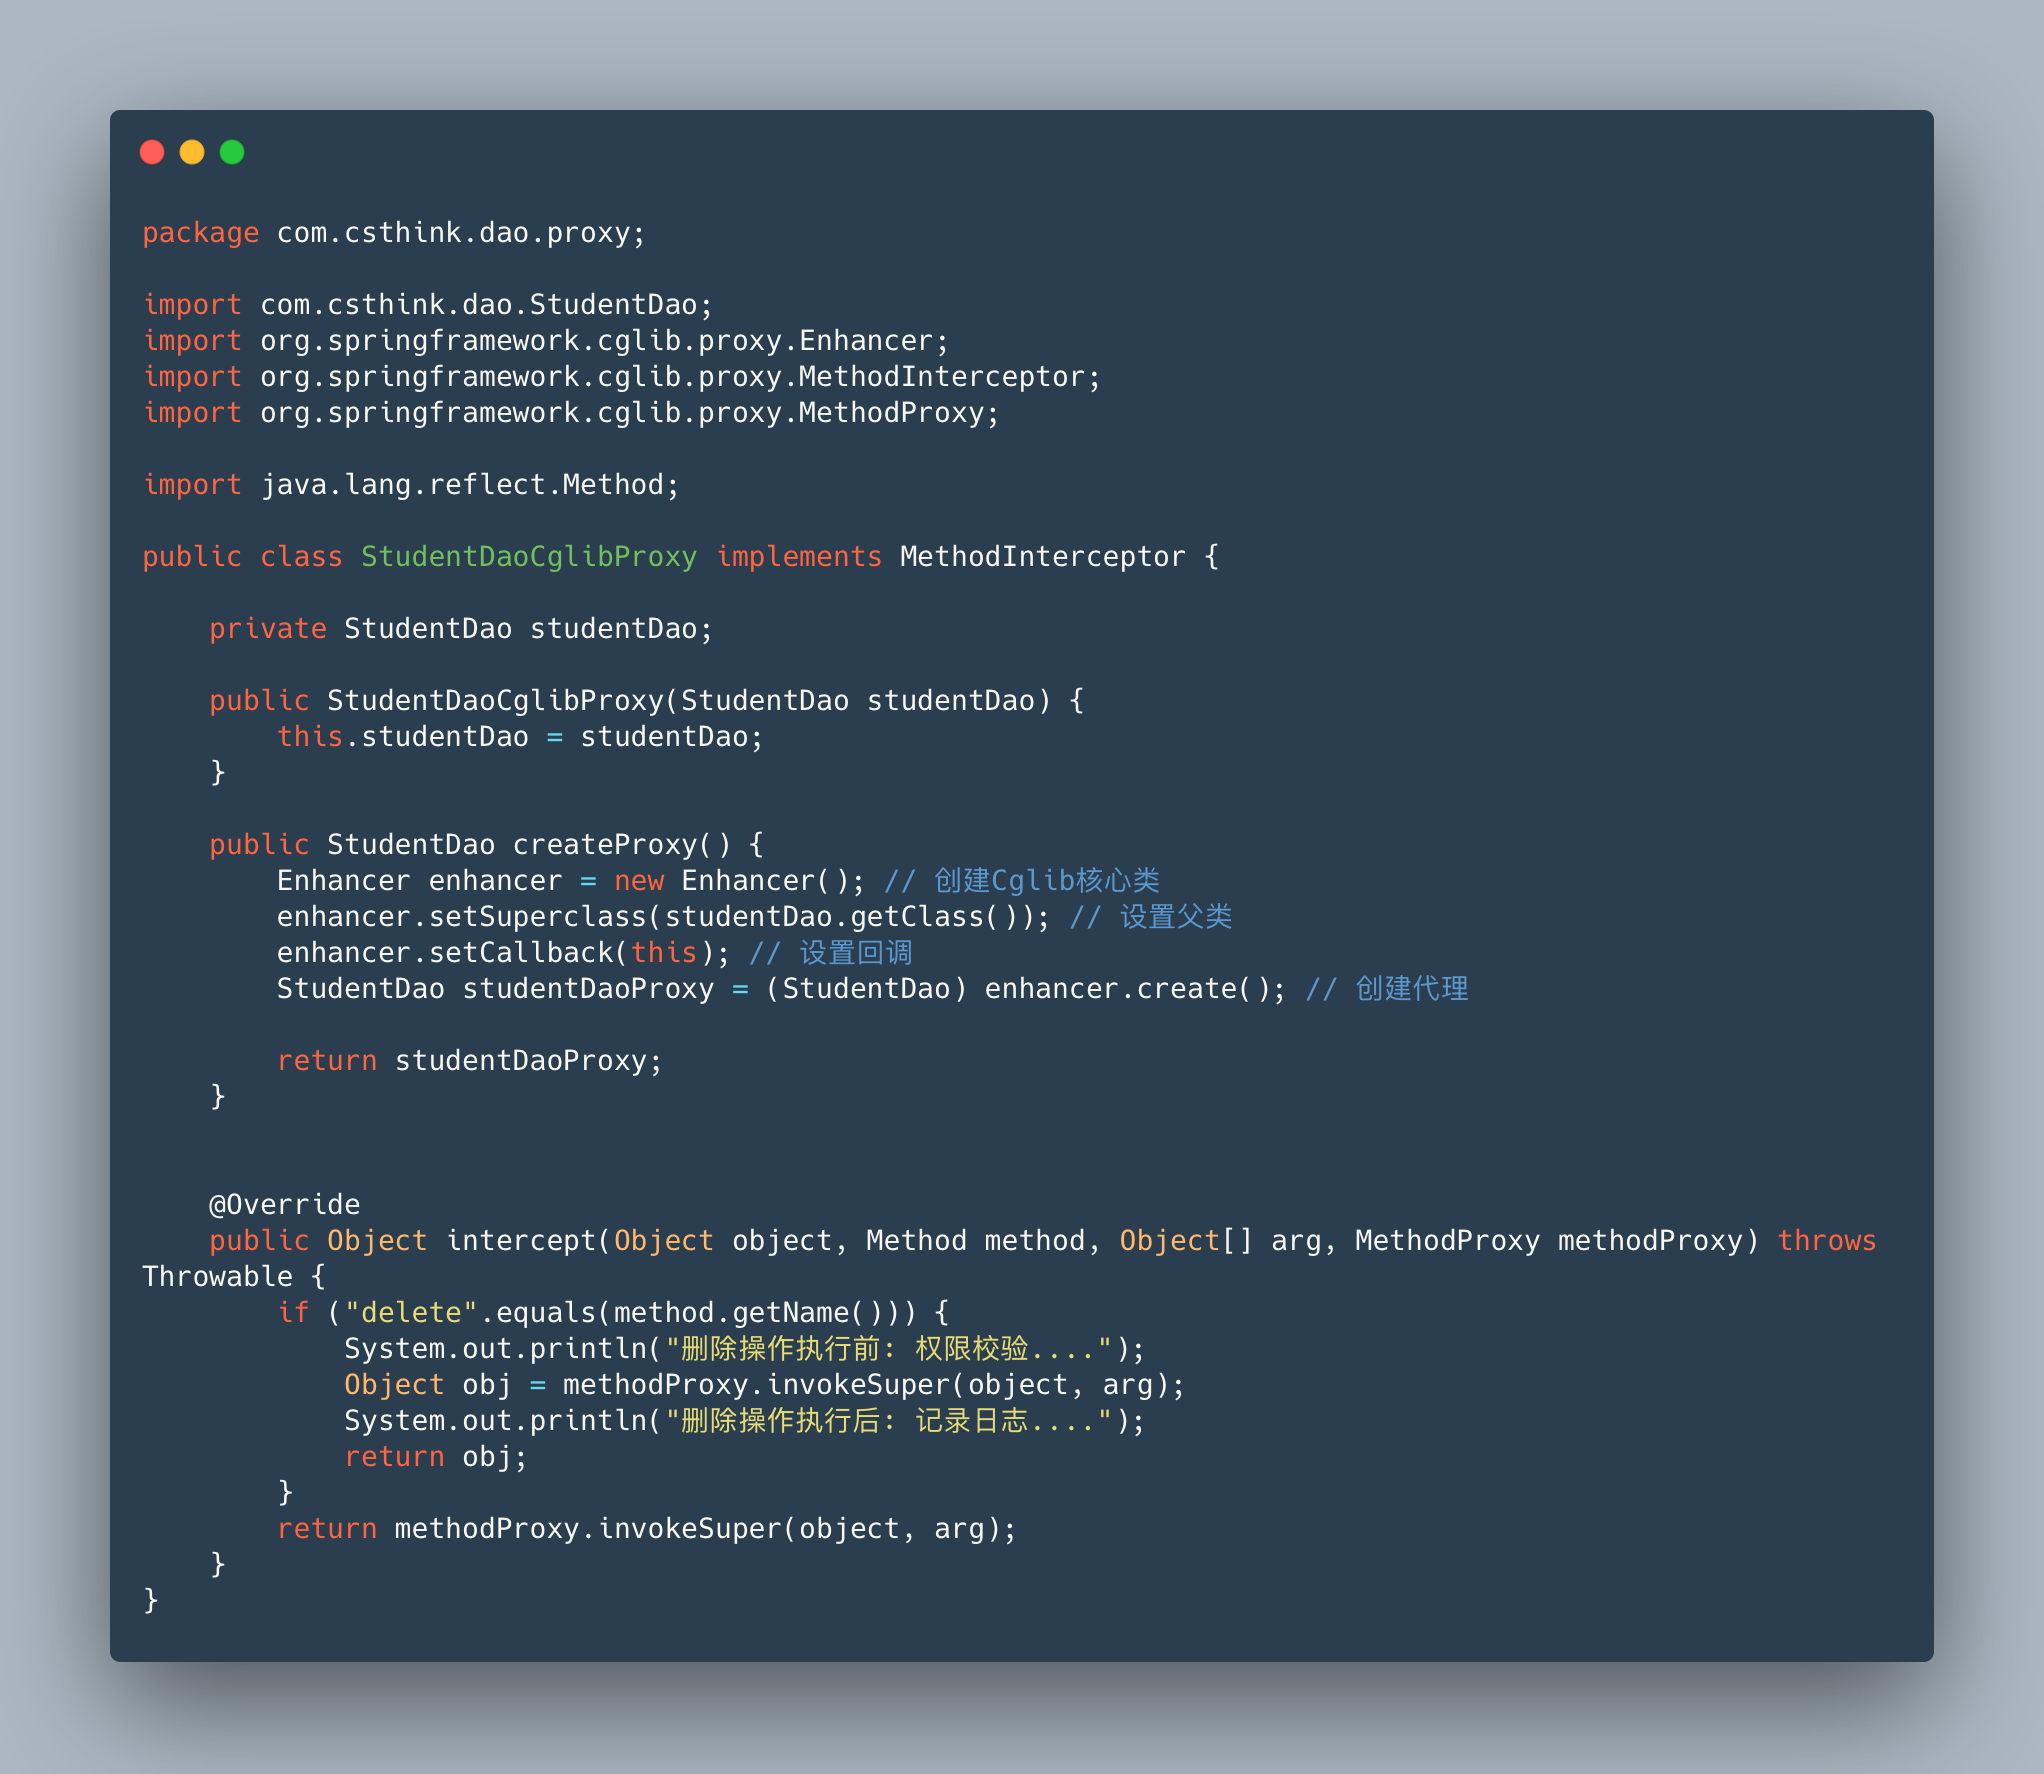 package com.csthink.dao.proxy;

import com.csthink.dao.StudentDao;
import org.springframework.cglib.proxy.Enhancer;
import org.springframework.cglib.proxy.MethodInterceptor;
import org.springframework.cglib.proxy.MethodProxy;

import java.lang.reflect.Method;

public class StudentDaoCglibProxy implements MethodInterceptor {

    private StudentDao studentDao;

    public StudentDaoCglibProxy(StudentDao studentDao) {
        this.studentDao = studentDao;
    }

    public StudentDao createProxy() {
        Enhancer enhancer = new Enhancer(); // 创建Cglib核心类
        enhancer.setSuperclass(studentDao.getClass()); // 设置父类
        enhancer.setCallback(this); // 设置回调
        StudentDao studentDaoProxy = (StudentDao) enhancer.create(); // 创建代理

        return studentDaoProxy;
    }


    @Override
    public Object intercept(Object object, Method method, Object[] arg, MethodProxy methodProxy) throws
Throwable {
        if ("delete".equals(method.getName())) {
            System.out.println("删除操作执行前: 权限校验....");
            Object obj = methodProxy.invokeSuper(object, arg);
            System.out.println("删除操作执行后: 记录日志....");
            return obj;
        }
        return methodProxy.invokeSuper(object, arg);
    }
}